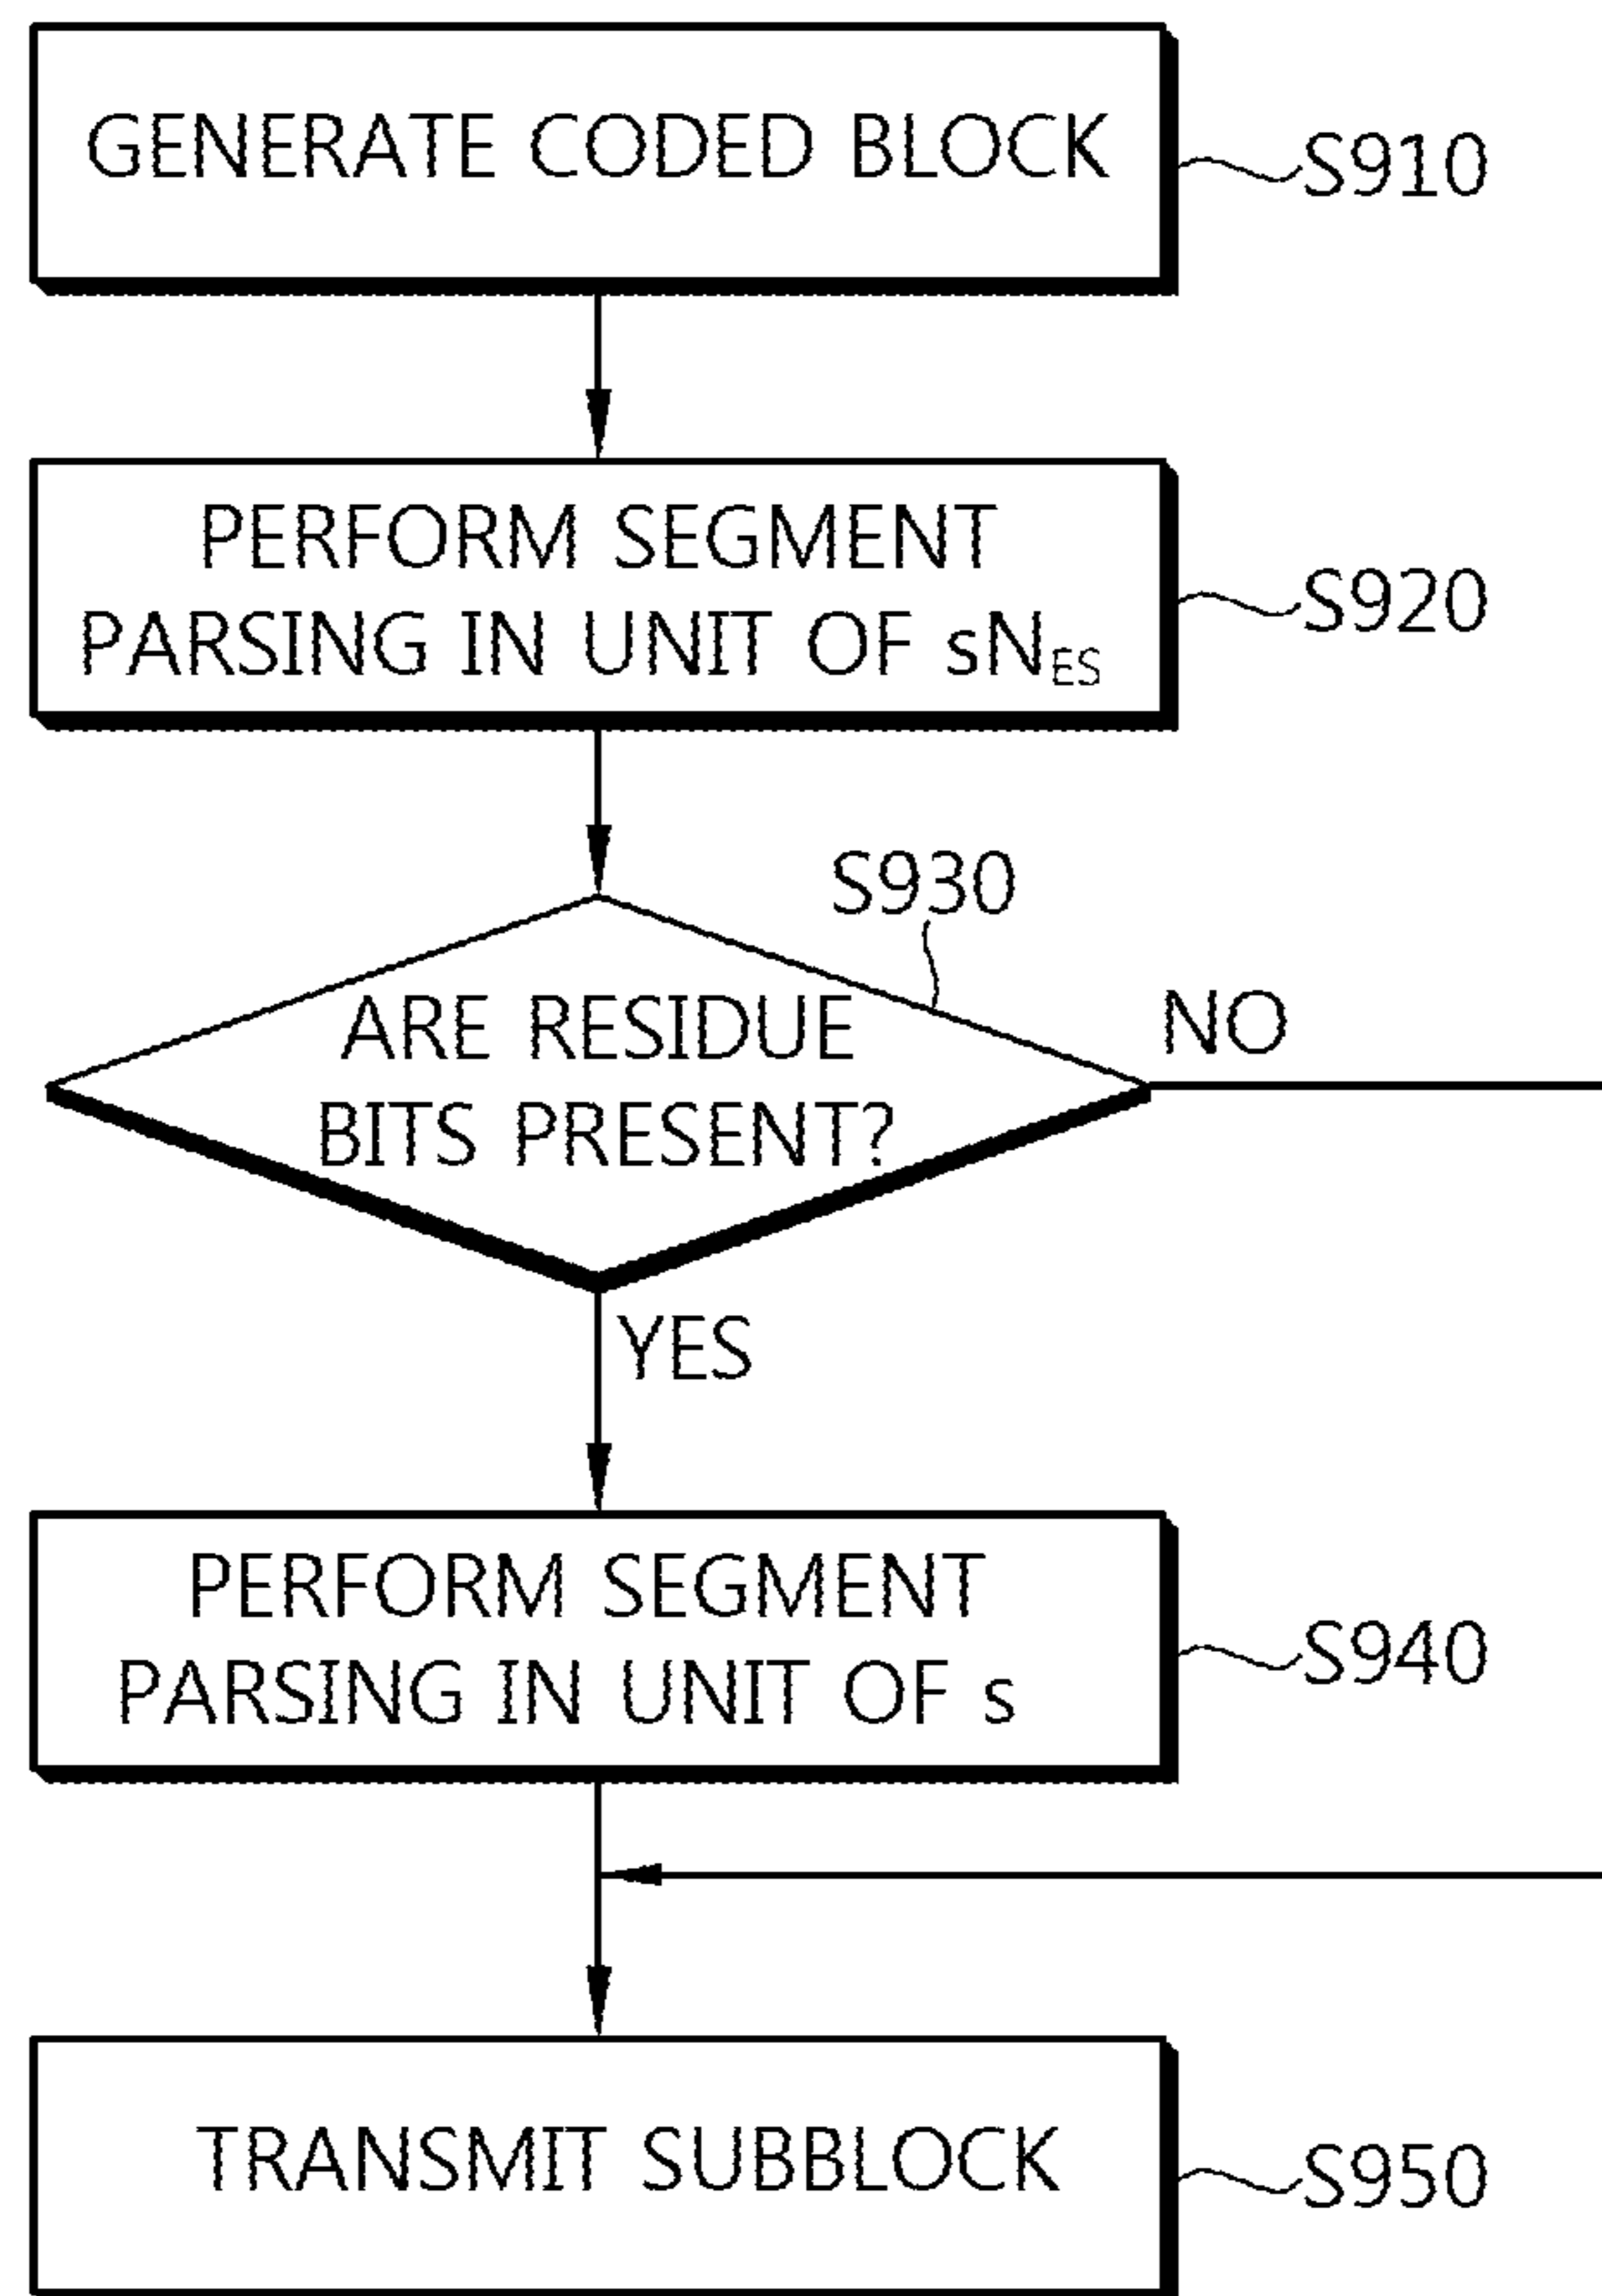 GENERATE CODED BLOCK
S910
PERFORM SEGMENT
PARSING IN UNIT OF sN_ES
S920
S930
ARE RESIDUE
BITS PRESENT?
NO
YES
PERFORM SEGMENT
PARSING IN UNIT OF s
S940
TRANSMIT SUBBLOCK
S950